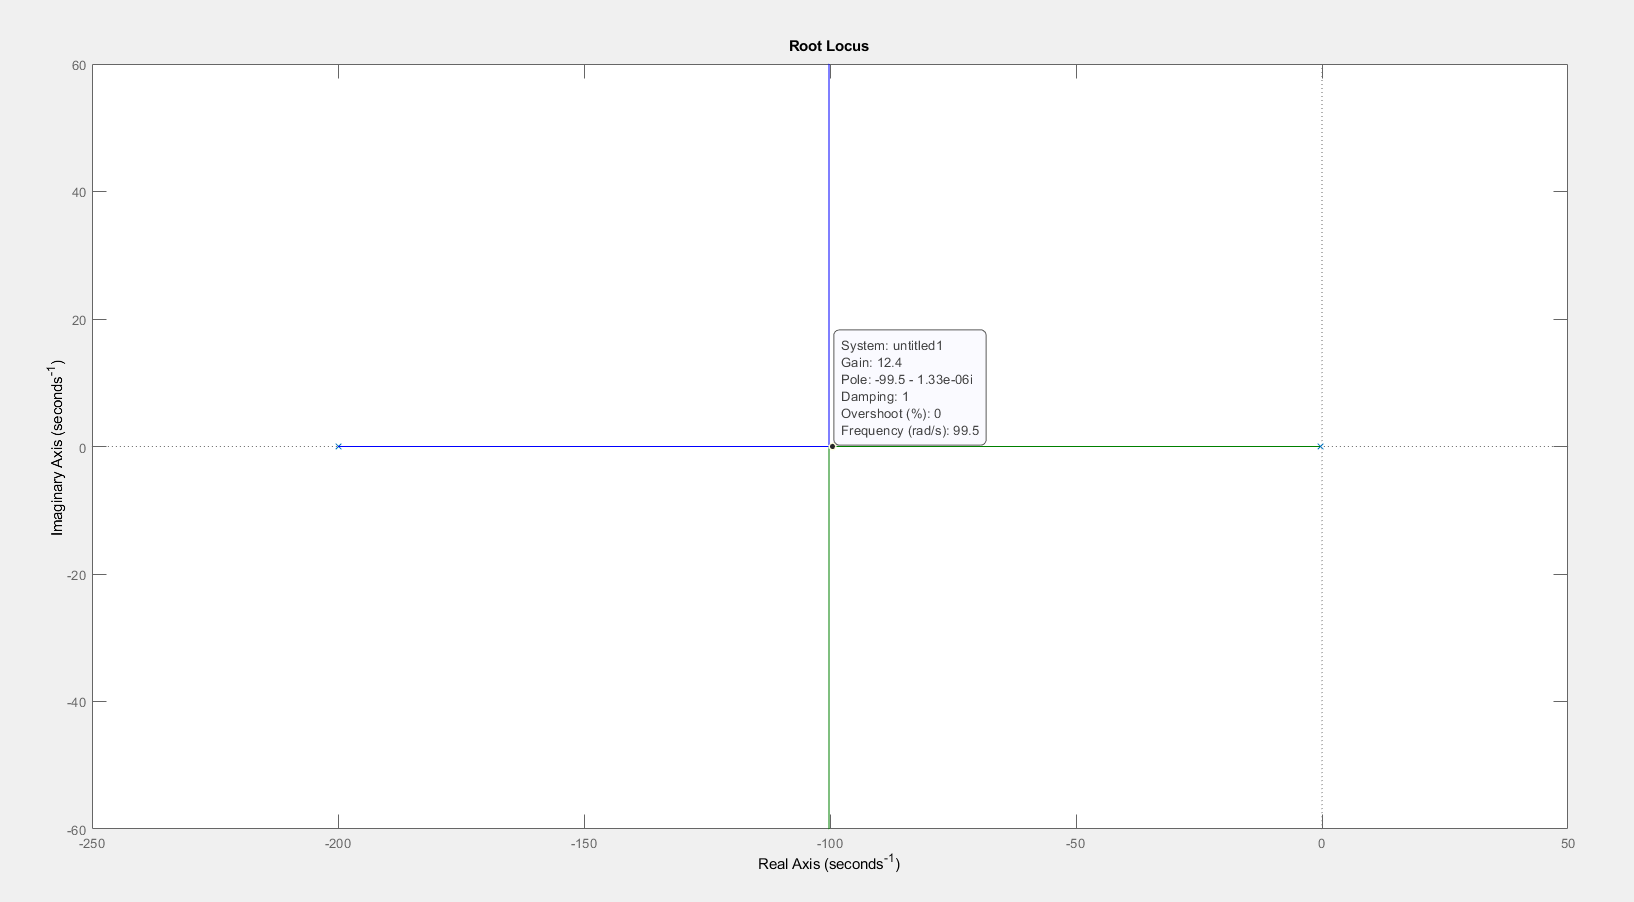 Root Locus
60
40
20
0
-20
-40
-60
Imaginary Axis (seconds⁻¹)
System: untitled1
Gain: 12.4
Pole: -99.5 - 1.33e-06i
Damping: 1
Overshoot (%): 0
Frequency (rad/s): 99.5
-250 -200 -150 -100 -50 0 50
Real Axis (seconds⁻¹)